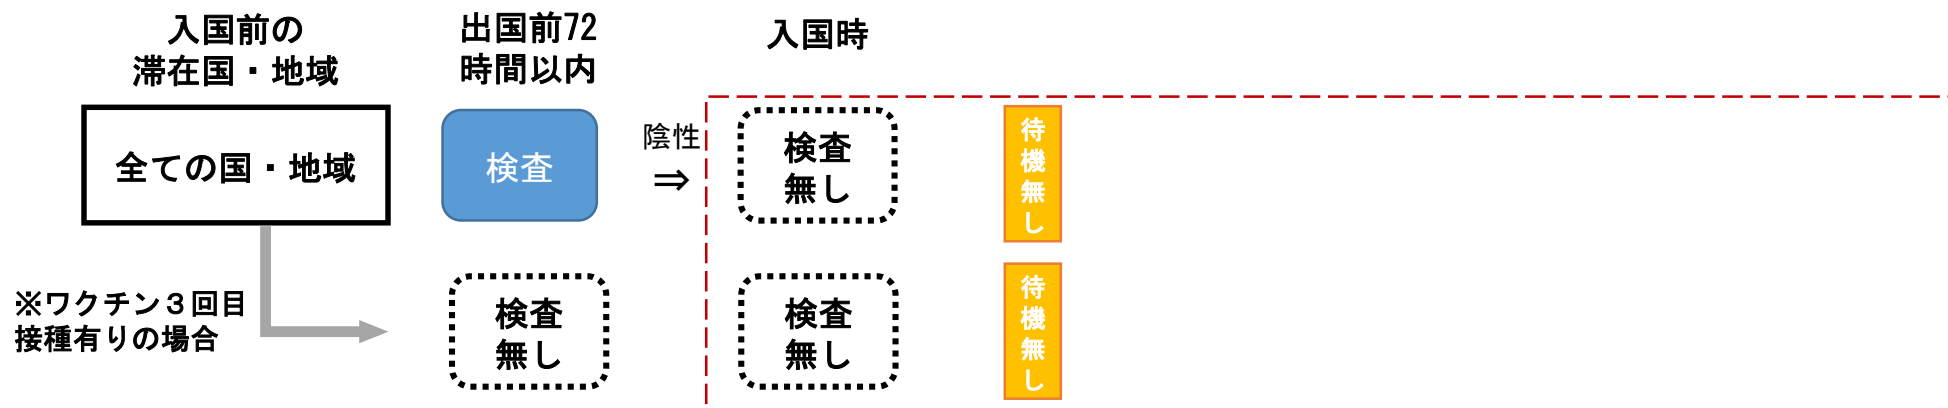 入国前の
滞在国・地域
出国前72
時間以内
入国時
全ての国・地域
検査
陰性
⇒
検査
無し
待機無し
※ワクチン３回目
接種有りの場合
検査
無し
検査
無し
待機無し